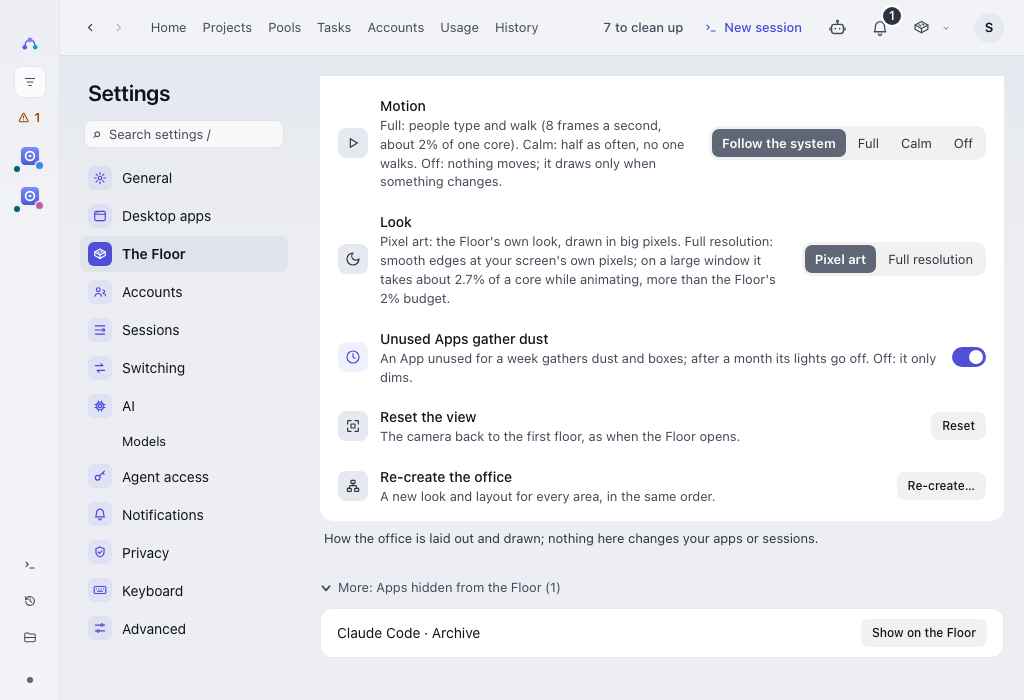 Home Projects Pools Tasks Accounts Usage History 7 to clean up New session 1 S
1
Settings
Search settings /
General
Desktop apps
The Floor
Accounts
Sessions
Switching
AI
Models
Agent access
Notifications
Privacy
Keyboard
Advanced
Motion
Full: people type and walk (8 frames a second,
about 2% of one core). Calm: half as often, no one
walks. Off: nothing moves; it draws only when
something changes.
Follow the system Full Calm Off
Look
Pixel art: the Floor's own look, drawn in big pixels. Full resolution:
smooth edges at your screen's own pixels; on a large window it
takes about 2.7% of a core while animating, more than the Floor's
2% budget.
Pixel art Full resolution
Unused Apps gather dust
An App unused for a week gathers dust and boxes; after a month its lights go off. Off: it only
dims.
Reset the view
The camera back to the first floor, as when the Floor opens.
Reset
Re-create the office
A new look and layout for every area, in the same order.
Re-create...
How the office is laid out and drawn; nothing here changes your apps or sessions.
More: Apps hidden from the Floor (1)
Claude Code · Archive
Show on the Floor